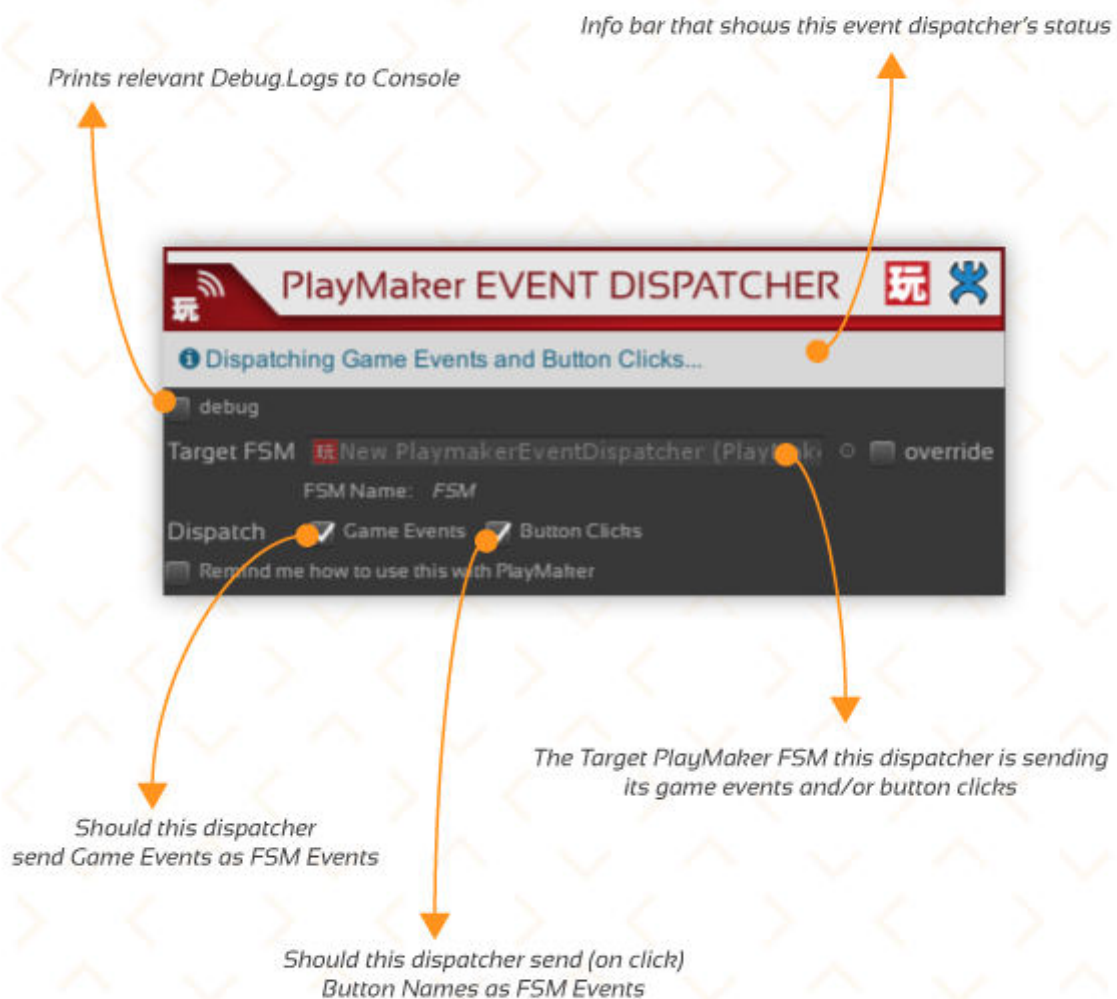 Info bar that shows this event dispatcher's status
Prints relevant Debug.Logs to Console
玩
PlayMaker EVENT DISPATCHER
玩
Dispatching Game Events and Button Clicks...
debug
Target FSM 玩 New PlaymakerEventDispatcher override
FSM Name: FSM
Dispatch Game Events Button Clicks
Remind me how to use this with PlayMaker
The Target PlayMaker FSM this dispatcher is sending
its game events and/or button clicks
Should this dispatcher
send Game Events as FSM Events
Should this dispatcher send (on click)
Button Names as FSM Events